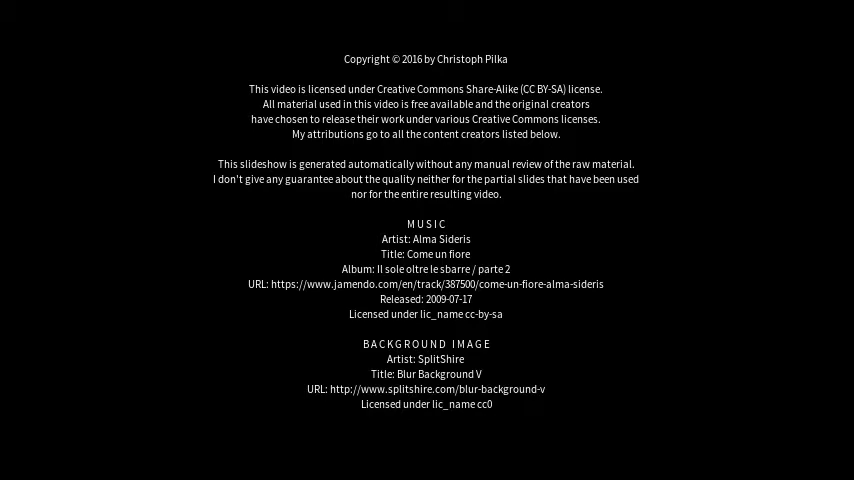 Copyright © 2016 by Christoph Pilka
This video is licensed under Creative Commons Share-Alike (CC BY-SA) license.
All material used in this video is free available and the original creators
have chosen to release their work under various Creative Commons licenses.
My attributions go to all the content creators listed below.
This slideshow is generated automatically without any manual review of the raw material.
I don't give any guarantee about the quality neither for the partial slides that have been used
nor for the entire resulting video.
MUSIC
Artist: Alma Sideris
Title: Come un fiore
Album: Il sole oltre le sbarre / parte 2
URL: https://www.jamendo.com/en/track/387500/come-un-fiore-alma-sideris
Released: 2009-07-17
Licensed under lic_name cc-by-sa
BACKGROUND IMAGE
Artist: SplitShire
Title: Blur Background V
URL: http://www.splitshire.com/blur-background-v
Licensed under lic_name cc0